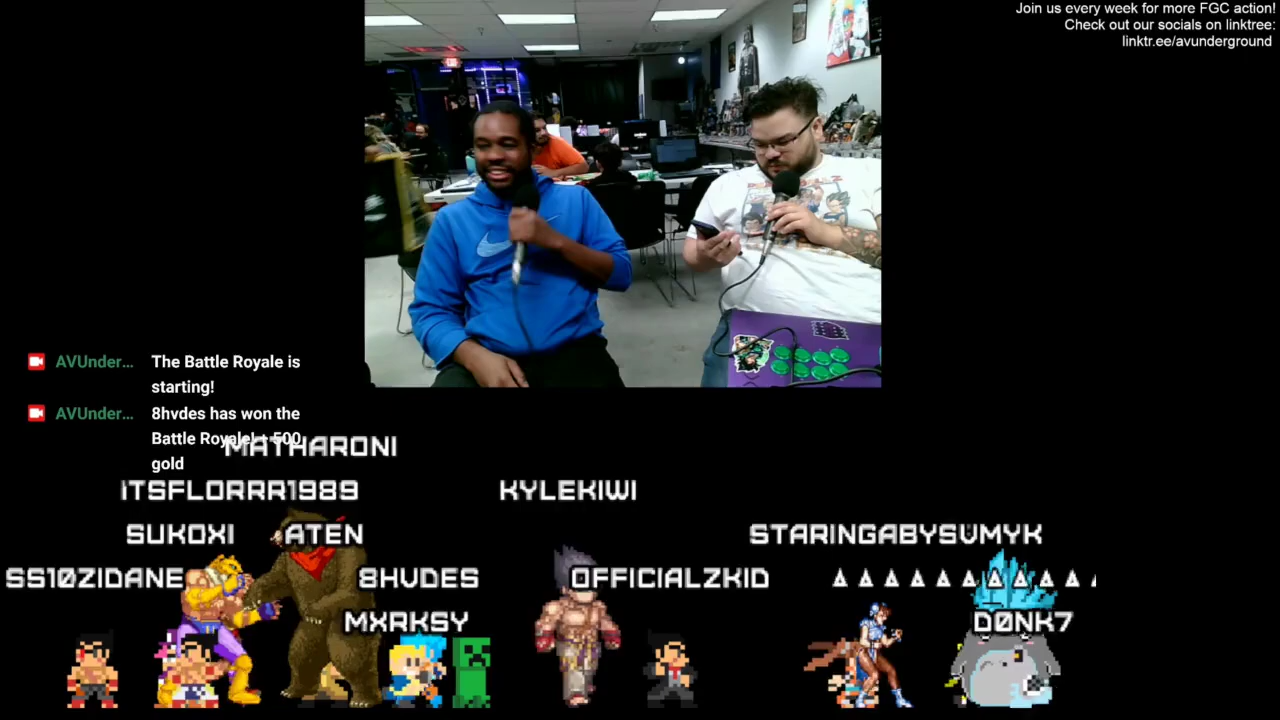 Join us every week for more FGC action!
Check out our socials on linktree:
linktr.ee/avunderground
AVUnder... The Battle Royale is
starting!
AVUnder... 8hvdes has won the
Battle Royale! + 500
gold
MATHARONI
ITSFLORRR1989
KYLEKIWI
SUKOXI
ATEN
SS10ZIDANE
8HVDES
OFFICIALZKID
MXRKSY
D0NK7